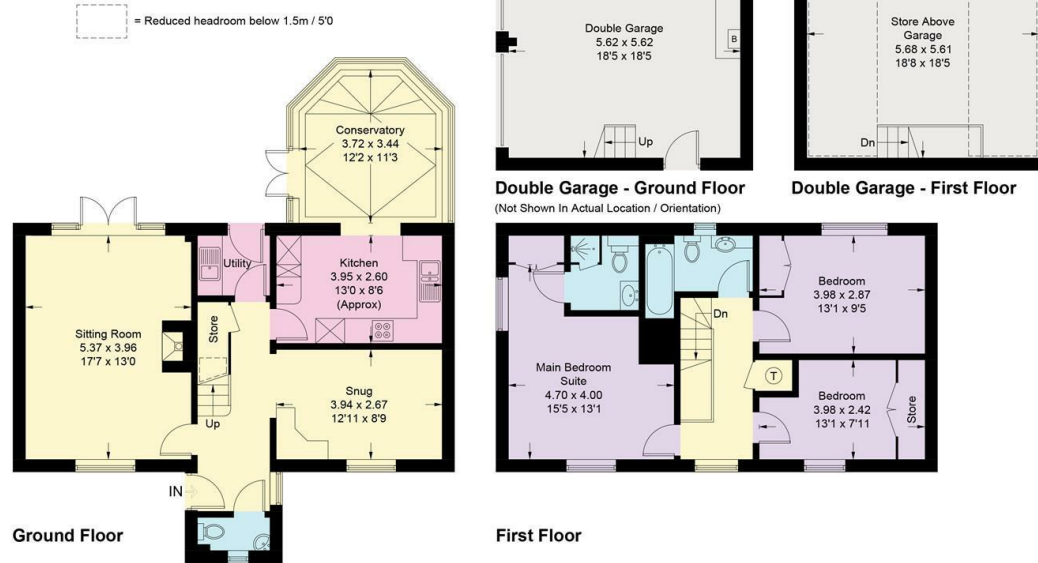 = Reduced headroom below 1.5m / 5'0
Double Garage
5.62 x 5.62
18'5 x 18'5
B
Up
Store Above
Garage
5.68 x 5.61
18'8 x 18'5
Dn
Double Garage - Ground Floor
(Not Shown In Actual Location / Orientation)
Double Garage - First Floor
Conservatory
3.72 x 3.44
12'2 x 11'3
Utility
Kitchen
3.95 x 2.60
13'0 x 8'6
(Approx)
Sitting Room
5.37 x 3.96
17'7 x 13'0
Store
Up
Snug
3.94 x 2.67
12'11 x 8'9
IN
Ground Floor
Main Bedroom
Suite
4.70 x 4.00
15'5 x 13'1
Dn
Bedroom
3.98 x 2.87
13'1 x 9'5
T
Bedroom
3.98 x 2.42
13'1 x 7'11
Store
First Floor